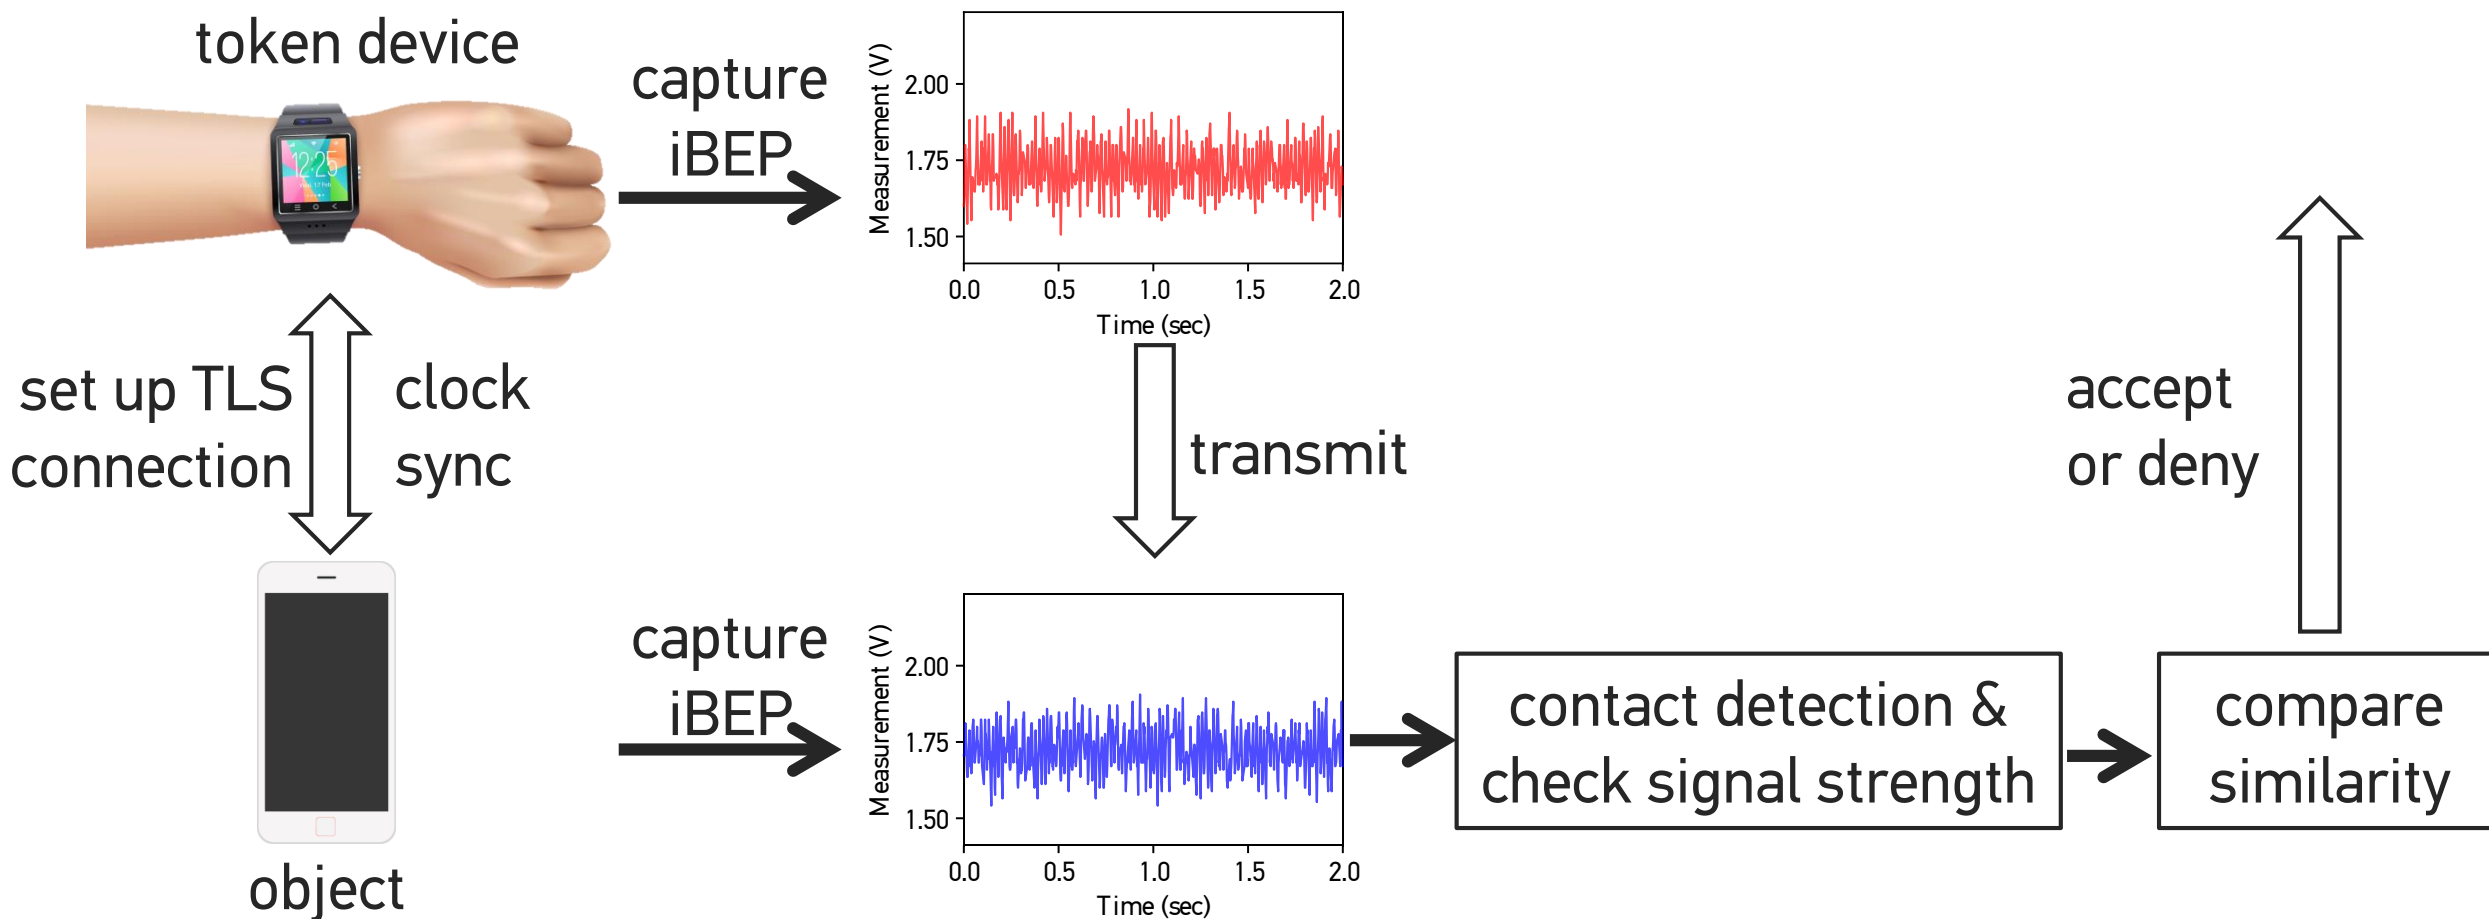 token device
12:25
capture
iBEP
Measurement (V)
2.00
1.75
1.50
0.0 0.5 1.0 1.5 2.0
Time (sec)
set up TLS
connection
clock
sync
transmit
accept
or deny
object
capture
iBEP
Measurement (V)
2.00
1.75
1.50
0.0 0.5 1.0 1.5 2.0
Time (sec)
contact detection &
check signal strength
compare
similarity